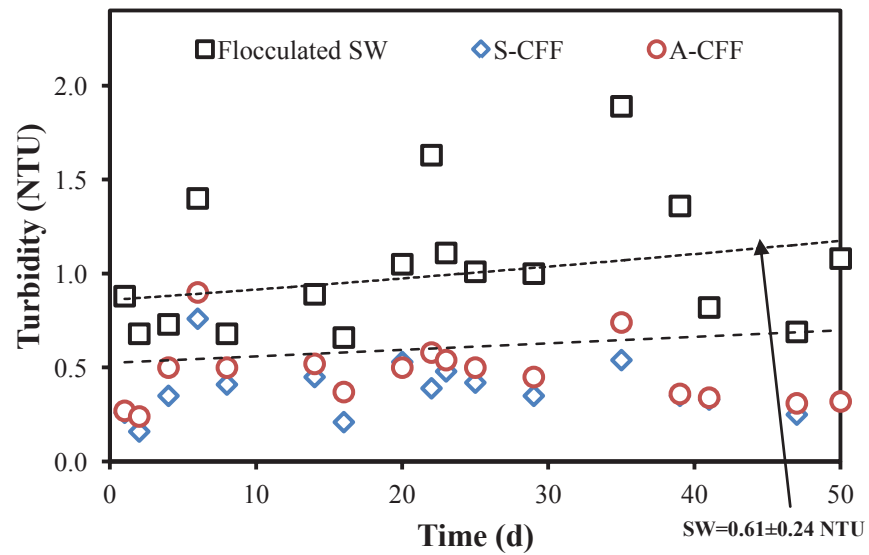 Flocculated SW S-CFF A-CFF
2.0
1.5
1.0
0.5
0.0
Turbidity (NTU)
0 10 20 30 40 50
Time (d)
SW=0.61±0.24 NTU